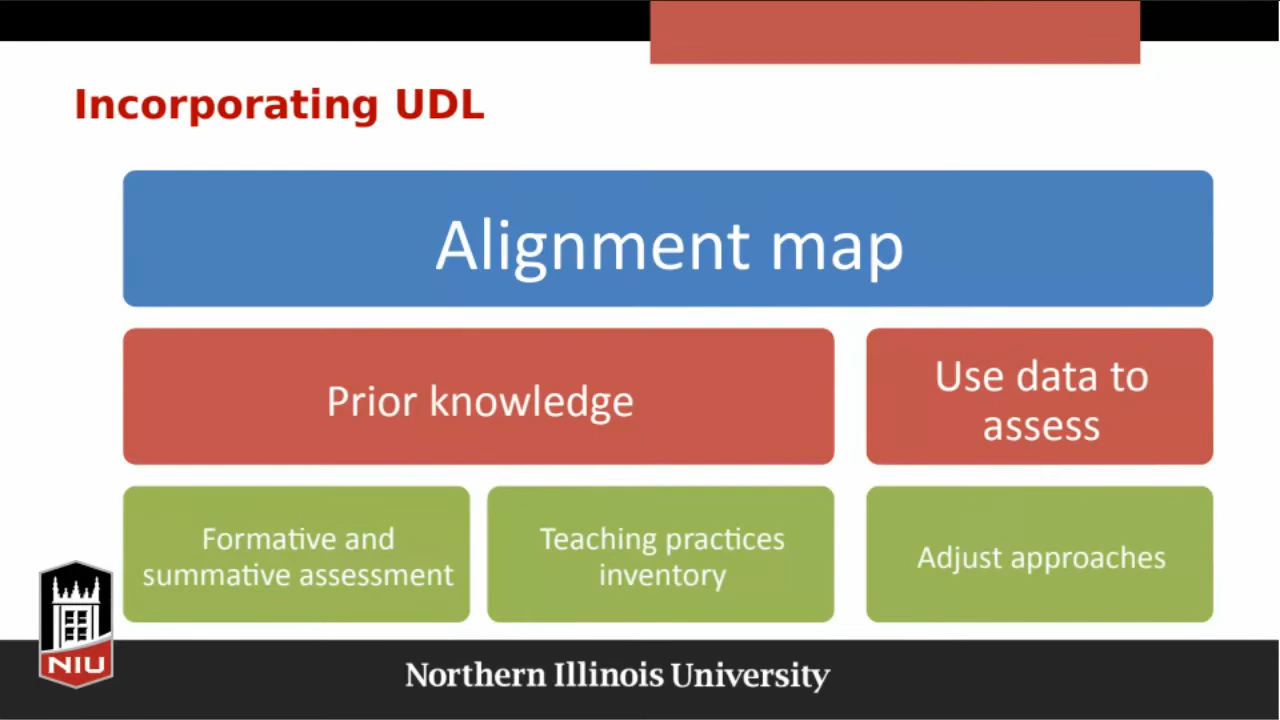 Incorporating UDL
Alignment map
Prior knowledge
Use data to
assess
Formative and
summative assessment
Teaching practices
inventory
Adjust approaches
NIU
Northern Illinois University